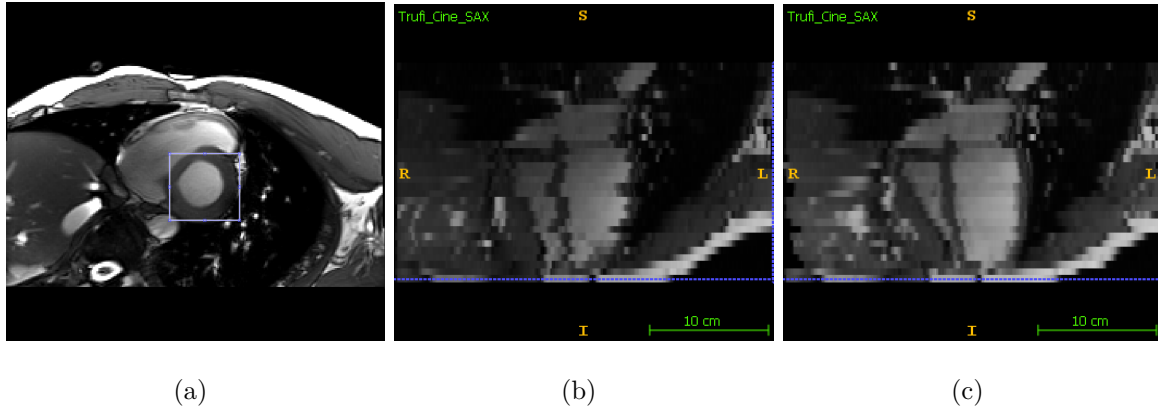 Trufi_Cine_SAX
S
R
L
10 cm
I
Trufi_Cine_SAX
S
R
L
10 cm
I
(a)
(b)
(c)